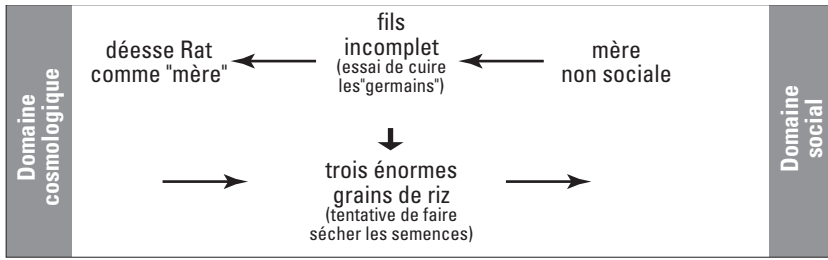 Domaine
cosmologique
déesse Rat
comme "mère"
fils
incomplet
(essai de cuire
les"germains")
mère
non sociale
trois énormes
grains de riz
(tentative de faire
sécher les semences)
Domaine
social